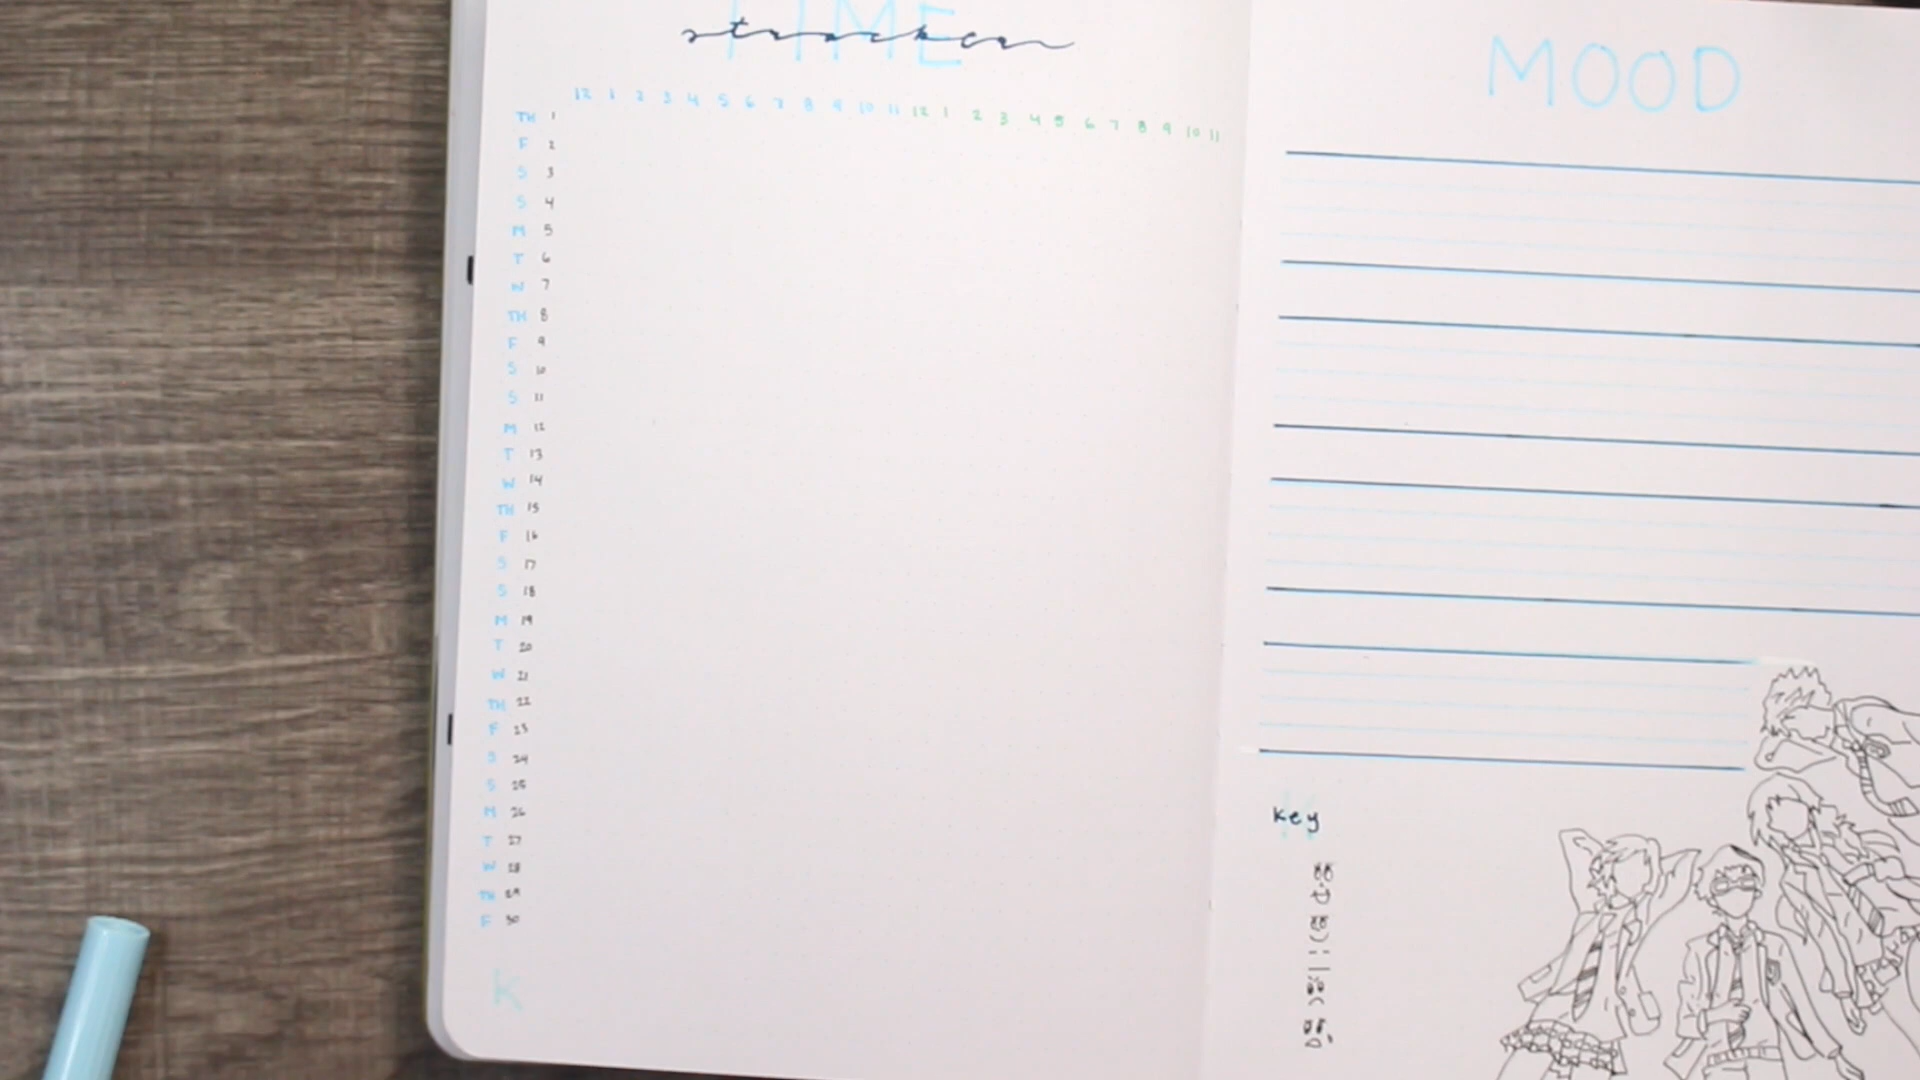 TIME
tracker
MOOD
12 1 2 3 4 5 6 7 8 9 10 11 12 1 2 3 4 5 6 7 8 9 10 11
TH 1
F 2
S 3
S 4
M 5
T 6
W 7
TH 8
F 9
S 10
S 11
M 12
T 13
W 14
TH 15
F 16
S 17
S 18
M 19
T 20
W 21
TH 22
F 23
S 24
S 25
M 26
T 27
W 28
TH 29
F 30
K
key